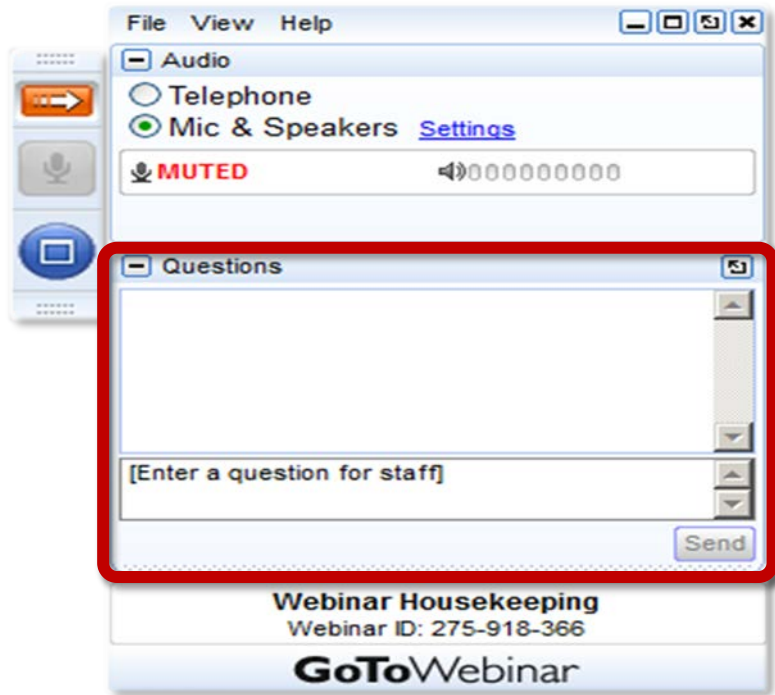 File View Help
Audio
Telephone
Mic & Speakers Settings
MUTED 000000000
Questions
[Enter a question for staff]
Send
Webinar Housekeeping
Webinar ID: 275-918-366
GoToWebinar